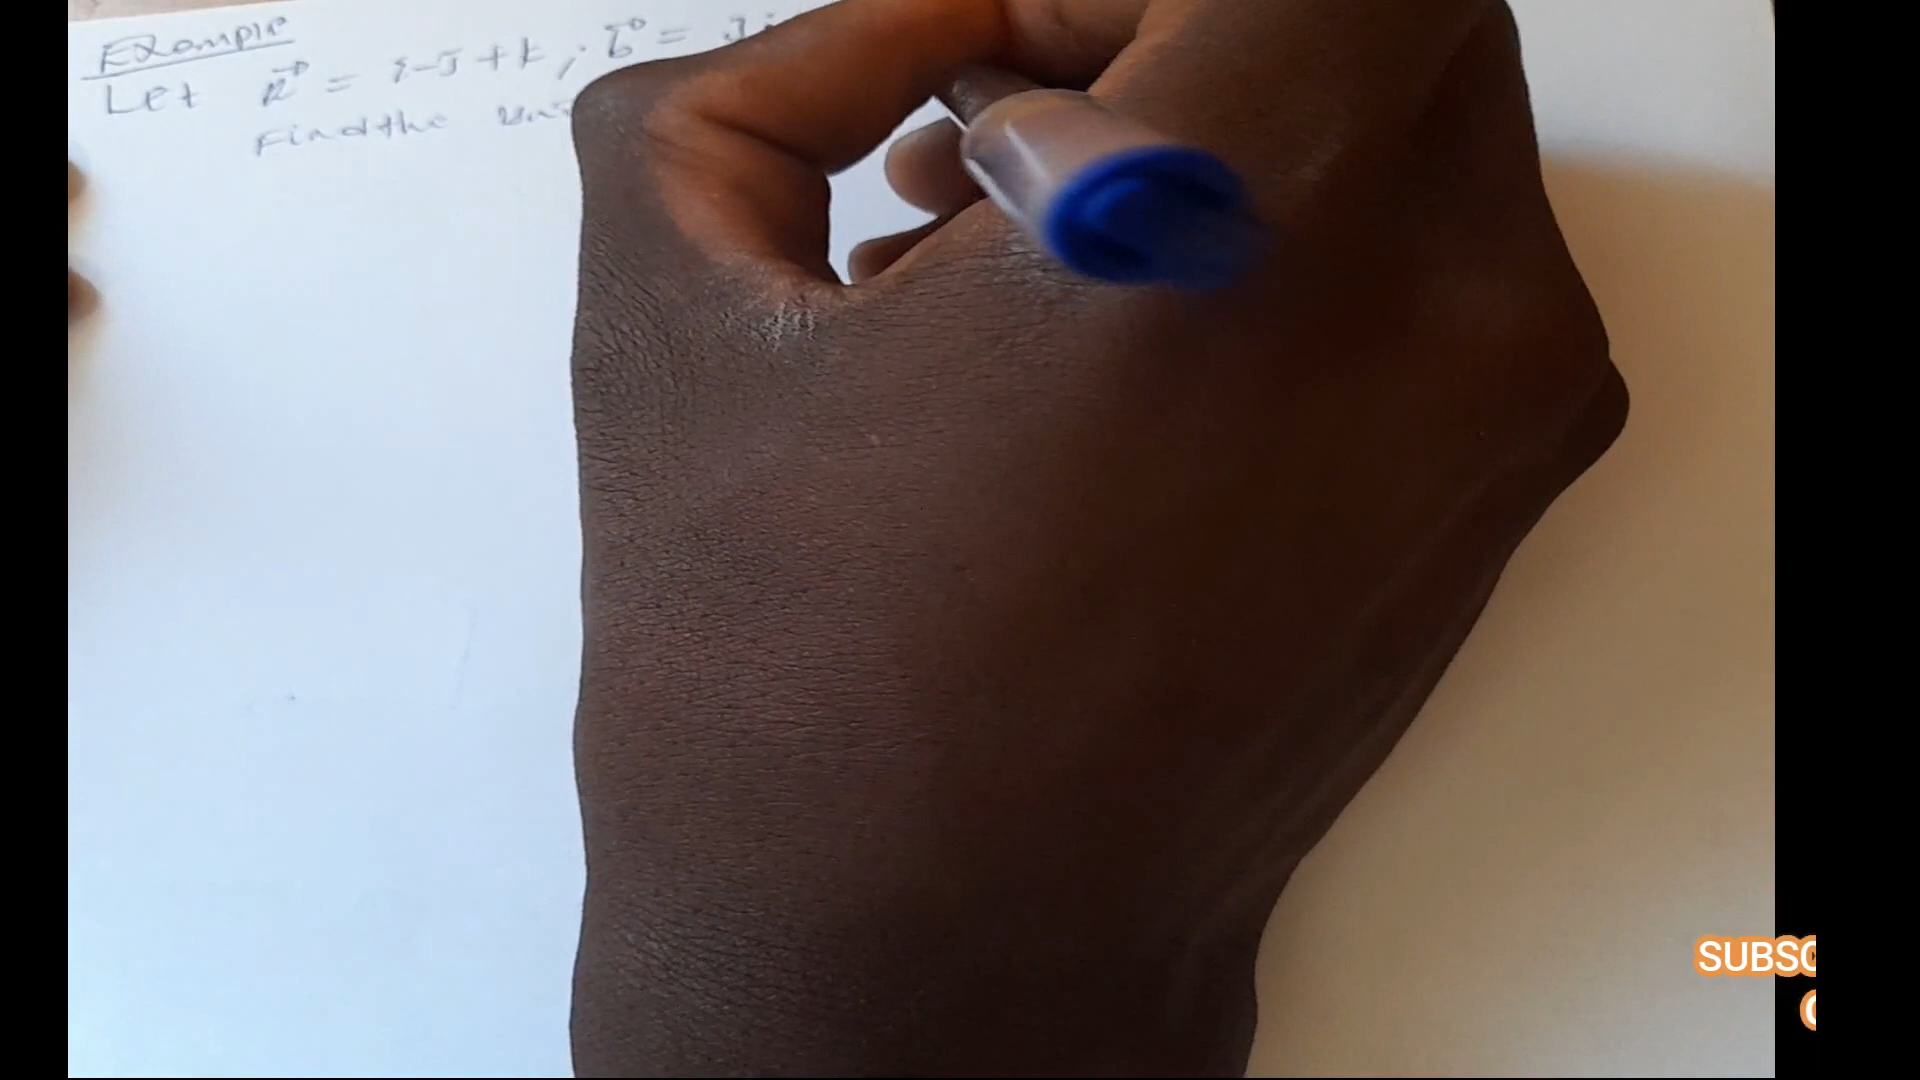 Example
Let a⃗ = i-J+k, b⃗ =
Find the
SUBSC